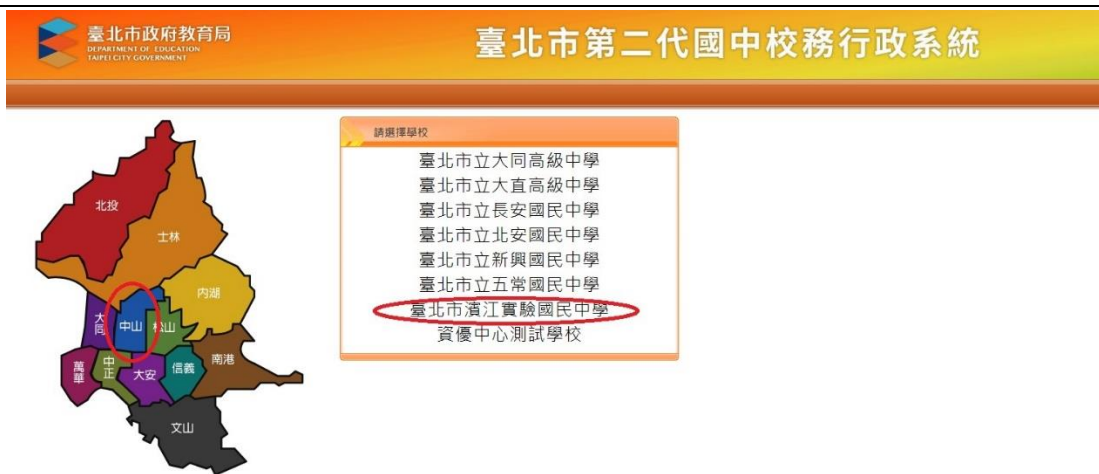 臺北市政府教育局
DEPARTMENT OF EDUCATION
TAIPEI CITY GOVERNMENT
臺北市第二代國中校務行政系統
請選擇學校
臺北市立大同高級中學
臺北市立大直高級中學
臺北市立長安國民中學
臺北市立北安國民中學
臺北市立新興國民中學
臺北市立五常國民中學
臺北市濱江實驗國民中學
資優中心測試學校
北投
士林
內湖
大同
中山
松山
南港
萬華
中正
大安
信義
文山